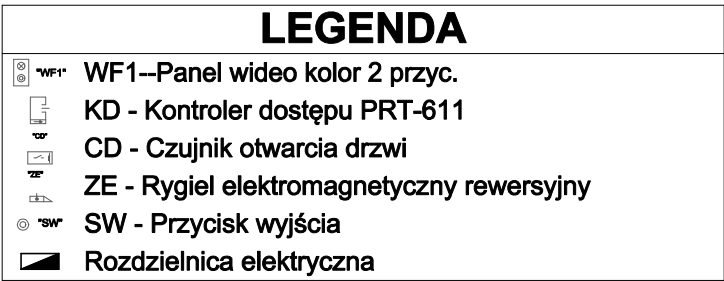 LEGENDA
"WF1" WF1--Panel wideo kolor 2 przyc.
KD - Kontroler dostępu PRT-611
"CD"
CD - Czujnik otwarcia drzwi
"ZE"
ZE - Rygiel elektromagnetyczny rewersyjny
"SW" SW - Przycisk wyjścia
Rozdzielnica elektryczna